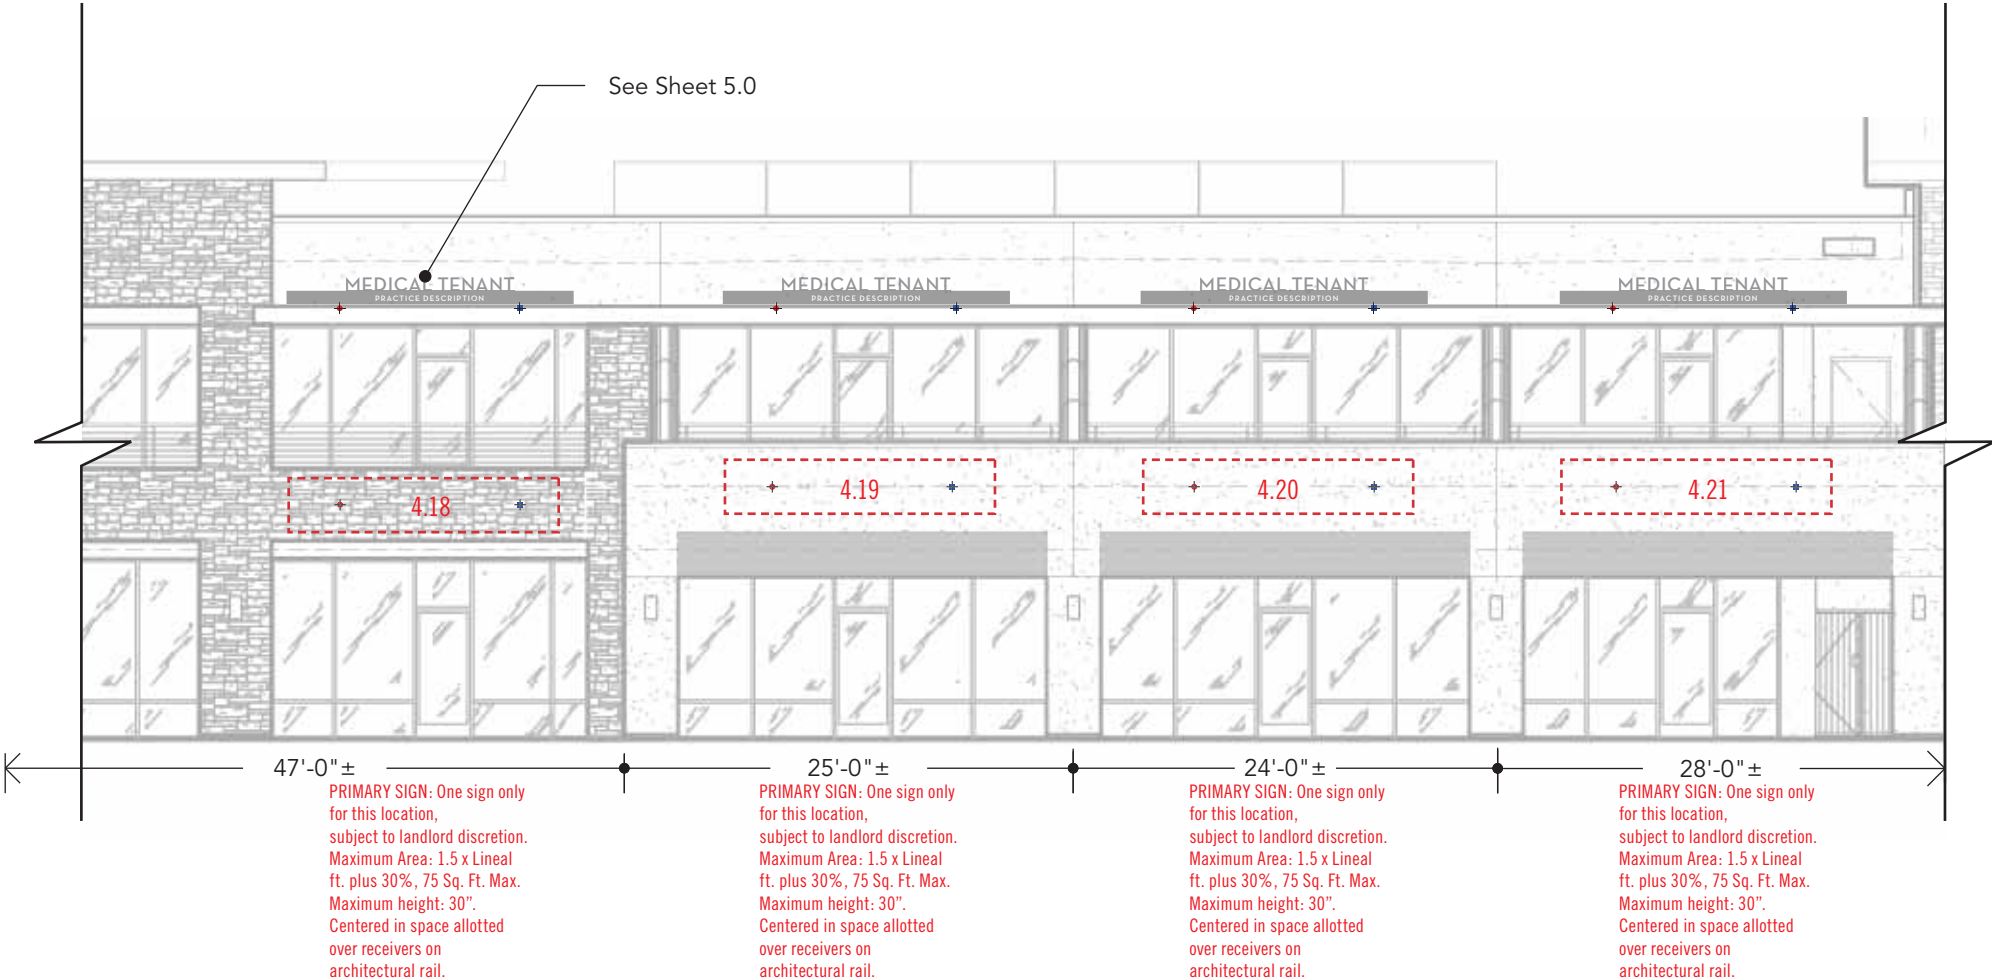 See Sheet 5.0
MEDICAL TENANT
PRACTICE DESCRIPTION
MEDICAL TENANT
PRACTICE DESCRIPTION
MEDICAL TENANT
PRACTICE DESCRIPTION
MEDICAL TENANT
PRACTICE DESCRIPTION
4.18
4.19
4.20
4.21
47'-0"±
25'-0"±
24'-0"±
28'-0"±
PRIMARY SIGN: One sign only
for this location,
subject to landlord discretion.
Maximum Area: 1.5 x Lineal
ft. plus 30%, 75 Sq. Ft. Max.
Maximum height: 30”.
Centered in space allotted
over receivers on
architectural rail.
PRIMARY SIGN: One sign only
for this location,
subject to landlord discretion.
Maximum Area: 1.5 x Lineal
ft. plus 30%, 75 Sq. Ft. Max.
Maximum height: 30”.
Centered in space allotted
over receivers on
architectural rail.
PRIMARY SIGN: One sign only
for this location,
subject to landlord discretion.
Maximum Area: 1.5 x Lineal
ft. plus 30%, 75 Sq. Ft. Max.
Maximum height: 30”.
Centered in space allotted
over receivers on
architectural rail.
PRIMARY SIGN: One sign only
for this location,
subject to landlord discretion.
Maximum Area: 1.5 x Lineal
ft. plus 30%, 75 Sq. Ft. Max.
Maximum height: 30”.
Centered in space allotted
over receivers on
architectural rail.